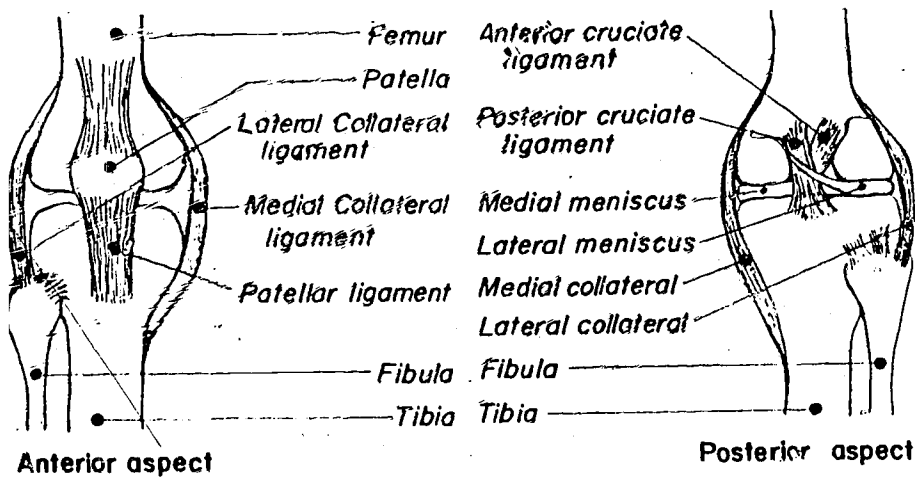 Femur
Patella
Lateral Collateral
ligament
Medial Collateral
ligament
Patellar ligament
Fibula
Tibia
Anterior aspect
Anterior cruciate
ligament
Posterior cruciate
ligament
Medial meniscus
Lateral meniscus
Medial collateral
Lateral collateral
Fibula
Tibia
Posterior aspect